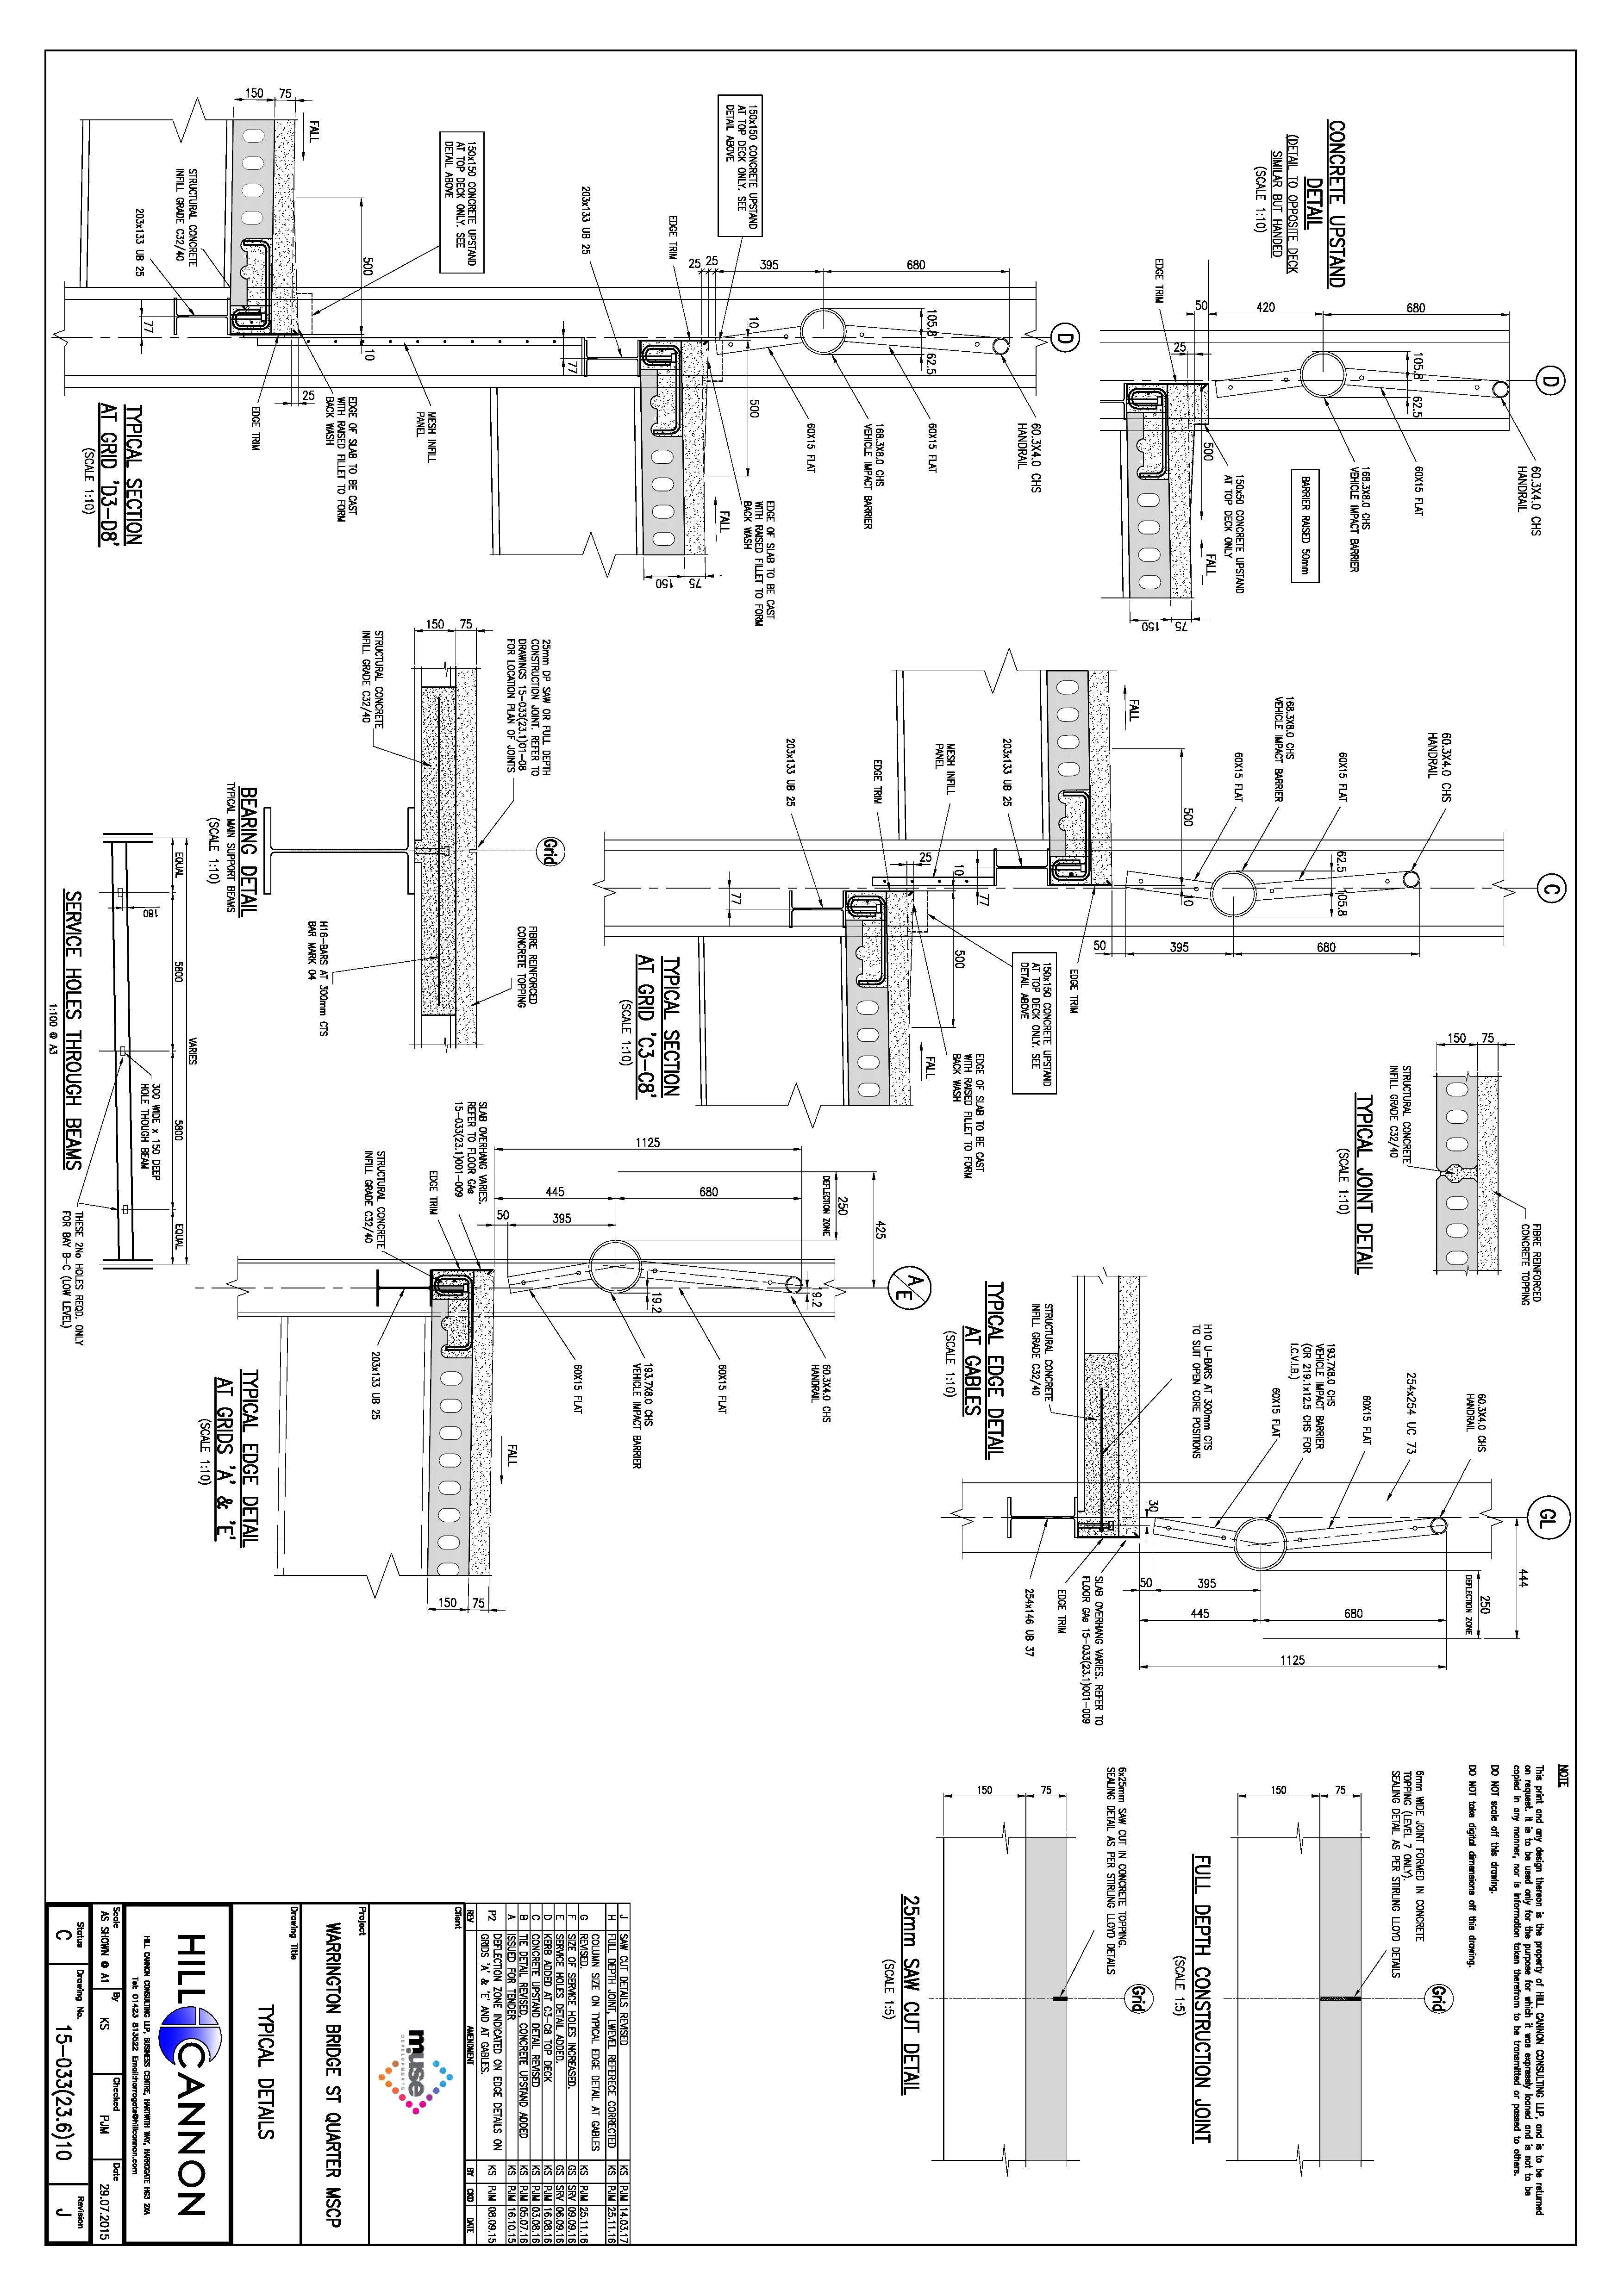 CONCRETE UPSTAND
DETAIL
(DETAIL TO OPPOSITE DECK
SIMILAR BUT HANDED
(SCALE 1:10)
EDGE TRIM
50
420
680
25
105.8
62.5
500
D
60.3X4.0 CHS
HANDRAIL
60X15 FLAT
168.3X8.0 CHS
VEHICLE IMPACT BARRIER
BARRIER RAISED 50mm
150x50 CONCRETE UPSTAND
AT TOP DECK ONLY
FALL
150
75
150
75
FALL
STRUCTURAL CONCRETE
INFILL GRADE C32/40
203x133 UB 25
77
500
150x150 CONCRETE UPSTAND
AT TOP DECK ONLY. SEE
DETAIL ABOVE
203x133 UB 25
EDGE TRIM
150x150 CONCRETE UPSTAND
AT TOP DECK ONLY. SEE
DETAIL ABOVE
25
25
395
680
10
105.8
62.5
D
10
77
25
500
EDGE TRIM
EDGE OF SLAB TO BE CAST
WITH RAISED FILLET TO FORM
BACK WASH
MESH INFILL
PANEL
60X15 FLAT
168.3X8.0 CHS
VEHICLE IMPACT BARRIER
60X15 FLAT
60.3X4.0 CHS
HANDRAIL
FALL
EDGE OF SLAB TO BE CAST
WITH RAISED FILLET TO FORM
BACK WASH
150
75
TYPICAL SECTION
AT GRID 'D3-D8'
(SCALE 1:10)
FALL
168.3X8.0 CHS
VEHICLE IMPACT BARRIER
60X15 FLAT
60X15 FLAT
60.3X4.0 CHS
HANDRAIL
203x133 UB 25
EDGE TRIM
MESH INFILL
PANEL
203x133 UB 25
500
25
10
77
77
500
10
62.5
105.8
C
50
395
680
EDGE TRIM
150x150 CONCRETE UPSTAND
AT TOP DECK ONLY. SEE
DETAIL ABOVE
FALL
EDGE OF SLAB TO BE CAST
WITH RAISED FILLET TO FORM
BACK WASH
TYPICAL SECTION
AT GRID 'C3-C8'
(SCALE 1:10)
150
75
STRUCTURAL CONCRETE
INFILL GRADE C32/40
25mm DP SAW OR FULL DEPTH
CONSTRUCTION JOINT. REFER TO
DRAWINGS 15-033(23.1)01-08
FOR LOCATION PLAN OF JOINTS
Grid
BEARING DETAIL
TYPICAL MAIN SUPPORT BEAMS
(SCALE 1:10)
FIBRE REINFORCED
CONCRETE TOPPING
H16-BARS AT 300mm CTS
BAR MARK 04
EQUAL
5800
VARIES
5800
EQUAL
180
300 WIDE x 150 DEEP
HOLE THOUGH BEAM
THESE 2No HOLES REQD. ONLY
FOR BAY B-C (LOW LEVEL)
SERVICE HOLES THROUGH BEAMS
1:100 @ A3
150
75
STRUCTURAL CONCRETE
INFILL GRADE C32/40
FIBRE REINFORCED
CONCRETE TOPPING
TYPICAL JOINT DETAIL
(SCALE 1:10)
SLAB OVERHANG VARIES.
REFER TO FLOOR GAs
15-033(23.1)001-009
EDGE TRIM
STRUCTURAL CONCRETE
INFILL GRADE C32/40
1125
445
680
50
395
250
DEFLECTION ZONE
425
A/E
19.2
19.2
203x133 UB 25
60X15 FLAT
193.7X8.0 CHS
VEHICLE IMPACT BARRIER
60X15 FLAT
60.3X4.0 CHS
HANDRAIL
FALL
150
75
TYPICAL EDGE DETAIL
AT GRIDS 'A' & 'E'
(SCALE 1:10)
TYPICAL EDGE DETAIL
AT GABLES
(SCALE 1:10)
STRUCTURAL CONCRETE
INFILL GRADE C32/40
H10 U-BARS AT 300mm CTS
TO SUIT OPEN CORE POSITIONS
193.7X8.0 CHS
VEHICLE IMPACT BARRIER
(OR 219.1x12.5 CHS FOR
I.C.V.I.B.)
60X15 FLAT
60X15 FLAT
254x254 UC 73
60.3X4.0 CHS
HANDRAIL
GL
30
444
250
DEFLECTION ZONE
50
395
445
680
1125
254x146 UB 37
EDGE TRIM
SLAB OVERHANG VARIES. REFER TO
FLOOR GAs 15-033(23.1)001-009
NOTE
This print and any design thereon is the property of HILL CANNON CONSULTING LLP, and is to be returned
on request. It is to be used only for the purpose for which it was expressly loaned and is not to be
copied in any manner, nor is information taken therefrom to be transmitted or passed to others.
DO NOT scale off this drawing.
DO NOT take digital dimensions off this drawing.
6mm WIDE JOINT FORMED IN CONCRETE
TOPPING (LEVEL 7 ONLY).
SEALING DETAIL AS PER STIRLING LLOYD DETAILS
150
75
Grid
FULL DEPTH CONSTRUCTION JOINT
(SCALE 1:5)
6x25mm SAW CUT IN CONCRETE TOPPING.
SEALING DETAIL AS PER STIRLING LLOYD DETAILS
150
75
Grid
25mm SAW CUT DETAIL
(SCALE 1:5)
J SAW CUT DETAILS REVISED KS PJM 14.03.17
H FULL DEPTH JOINT, LWEVEL REFERECE CORRECTED KS PJM 25.11.16
G COLUMN SIZE ON TYPICAL EDGE DETAIL AT GABLES
REVISED. KS PJM 25.11.16
F SIZE OF SERVICE HOLES INCREASED. GS SRV 09.09.16
E SERVICE HOLES DETAIL ADDED. GS SRV 06.09.16
D KERB ADDED AT C3-C8 TOP DECK KS PJM 16.08.16
C CONCRETE UPSTAND DETAIL REVISED KS PJM 03.08.16
B TIE DETAIL REVISED, CONCRETE UPSTAND ADDED KS PJM 05.07.16
A ISSUED FOR TENDER KS PJM 16.10.15
P2 DEFLECTION ZONE INDICATED ON EDGE DETAILS ON
GRIDS 'A' & 'E' AND AT GABLES. KS PJM 08.09.15
REV AMENDMENT BY CKD DATE
Client
muse
DEVELOPMENTS
Project
WARRINGTON BRIDGE ST QUARTER MSCP
Drawing Title
TYPICAL DETAILS
HILL CANNON
HILL CANNON CONSULTING LLP, BUSINESS CENTRE, HARTWITH WAY, HARROGATE HG3 2XA
Tel: 01423 813522 Email:harrogate@hillcannon.com
Scale
AS SHOWN @ A1
By
KS
Checked
PJM
Date
29.07.2015
Status
C
Drawing No.
15-033(23.6)10
Revision
J